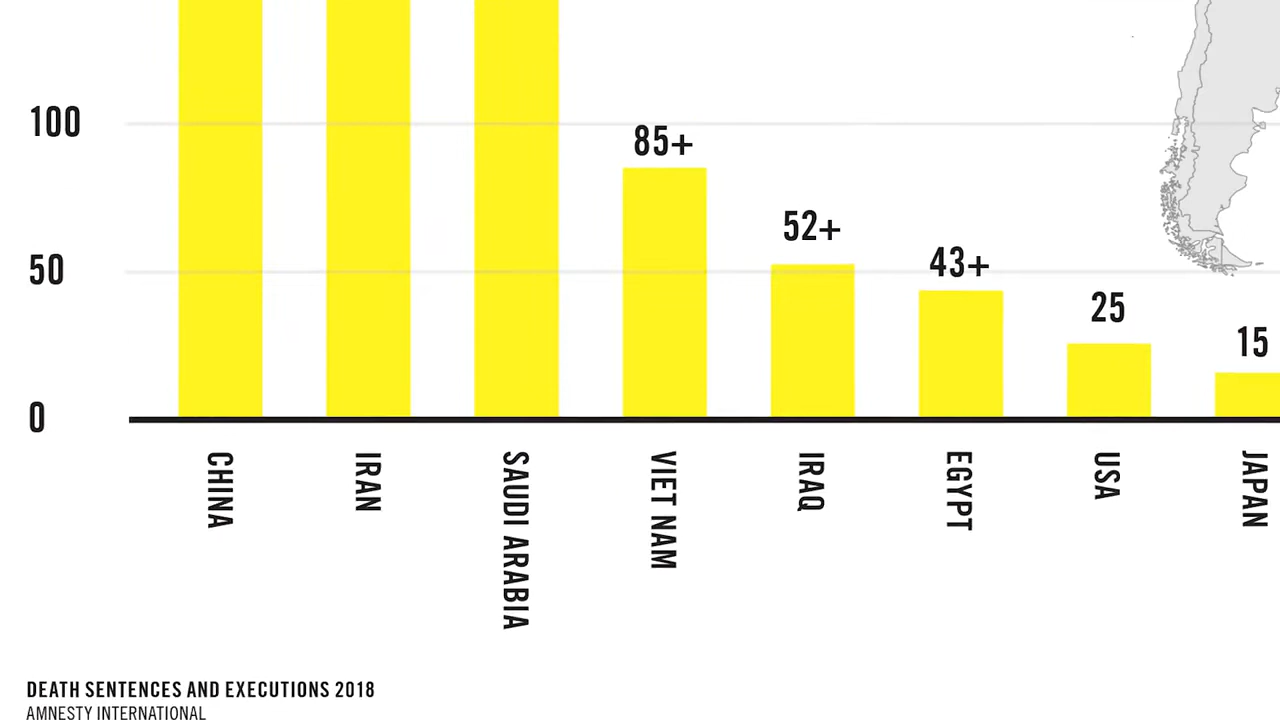 100
85+
52+
50
43+
25
15
0
CHINA
IRAN
SAUDI ARABIA
VIET NAM
IRAQ
EGYPT
USA
JAPAN
DEATH SENTENCES AND EXECUTIONS 2018
AMNESTY INTERNATIONAL